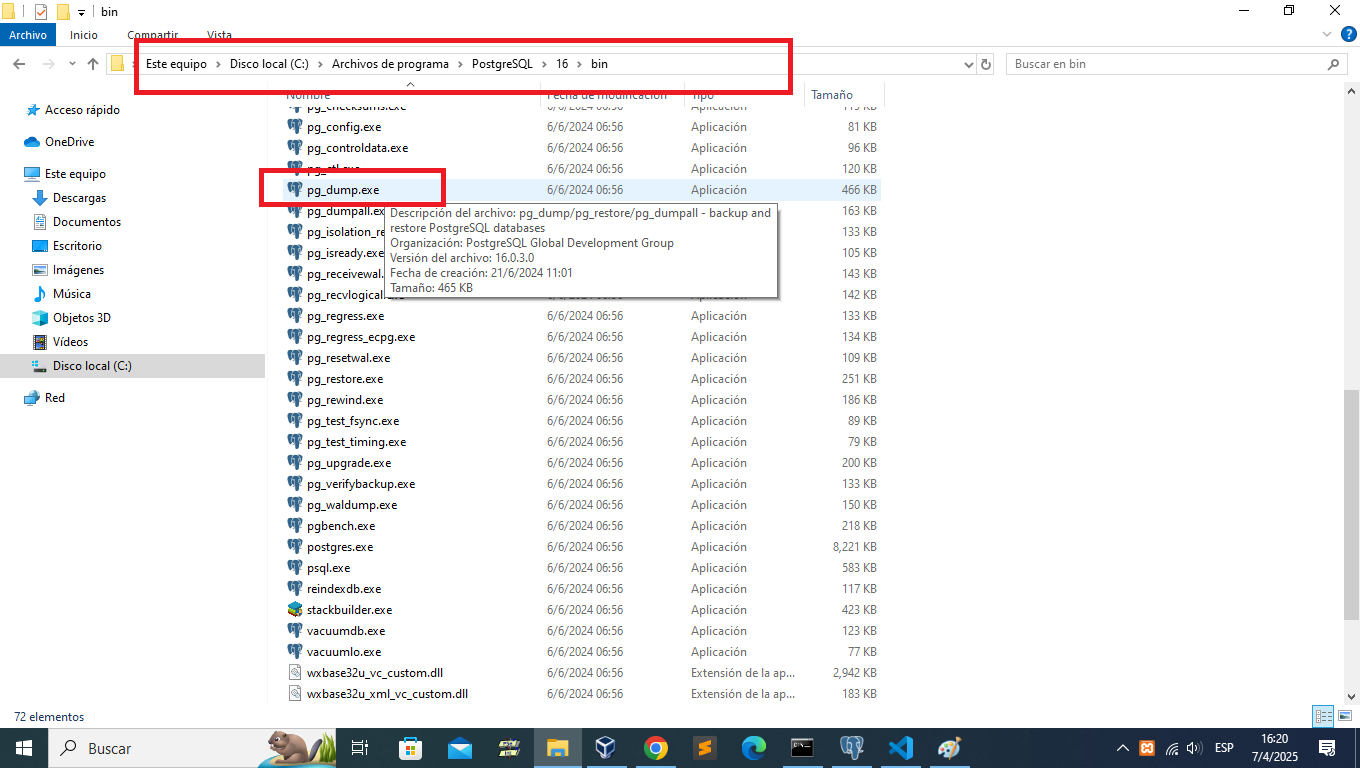 bin
Archivo Inicio Compartir Vista
Este equipo Disco local (C:) Archivos de programa PostgreSQL 16 bin
Buscar en bin
Nombre Fecha de modificación Tipo Tamaño
Acceso rápido
OneDrive
Este equipo
Descargas
Documentos
Escritorio
Imágenes
Música
Objetos 3D
Vídeos
Disco local (C:)
Red
pg_checksums.exe 6/6/2024 06:56 Aplicación 119 KB
pg_config.exe 6/6/2024 06:56 Aplicación 81 KB
pg_controldata.exe 6/6/2024 06:56 Aplicación 96 KB
pg_ctl.exe 6/6/2024 06:56 Aplicación 120 KB
pg_dump.exe 6/6/2024 06:56 Aplicación 466 KB
pg_dumpall.ex 6/6/2024 06:56 Aplicación 163 KB
pg_isolation_re 105 KB
pg_isready.exe 105 KB
pg_receivewal. 143 KB
pg_recvlogical.exe 142 KB
Descripción del archivo: pg_dump/pg_restore/pg_dumpall - backup and
restore PostgreSQL databases
Organización: PostgreSQL Global Development Group
Versión del archivo: 16.0.3.0
Fecha de creación: 21/6/2024 11:01
Tamaño: 465 KB
pg_regress.exe 6/6/2024 06:56 Aplicación 133 KB
pg_regress_ecpg.exe 6/6/2024 06:56 Aplicación 134 KB
pg_resetwal.exe 6/6/2024 06:56 Aplicación 109 KB
pg_restore.exe 6/6/2024 06:56 Aplicación 251 KB
pg_rewind.exe 6/6/2024 06:56 Aplicación 186 KB
pg_test_fsync.exe 6/6/2024 06:56 Aplicación 89 KB
pg_test_timing.exe 6/6/2024 06:56 Aplicación 79 KB
pg_upgrade.exe 6/6/2024 06:56 Aplicación 200 KB
pg_verifybackup.exe 6/6/2024 06:56 Aplicación 133 KB
pg_waldump.exe 6/6/2024 06:56 Aplicación 150 KB
pgbench.exe 6/6/2024 06:56 Aplicación 218 KB
postgres.exe 6/6/2024 06:56 Aplicación 8,221 KB
psql.exe 6/6/2024 06:56 Aplicación 583 KB
reindexdb.exe 6/6/2024 06:56 Aplicación 117 KB
stackbuilder.exe 6/6/2024 06:56 Aplicación 423 KB
vacuumdb.exe 6/6/2024 06:56 Aplicación 123 KB
vacuumlo.exe 6/6/2024 06:56 Aplicación 77 KB
wxbase32u_vc_custom.dll 6/6/2024 06:56 Extensión de la ap... 2,942 KB
wxbase32u_xml_vc_custom.dll 6/6/2024 06:56 Extensión de la ap... 183 KB
72 elementos
Buscar
ESP
16:20
7/4/2025